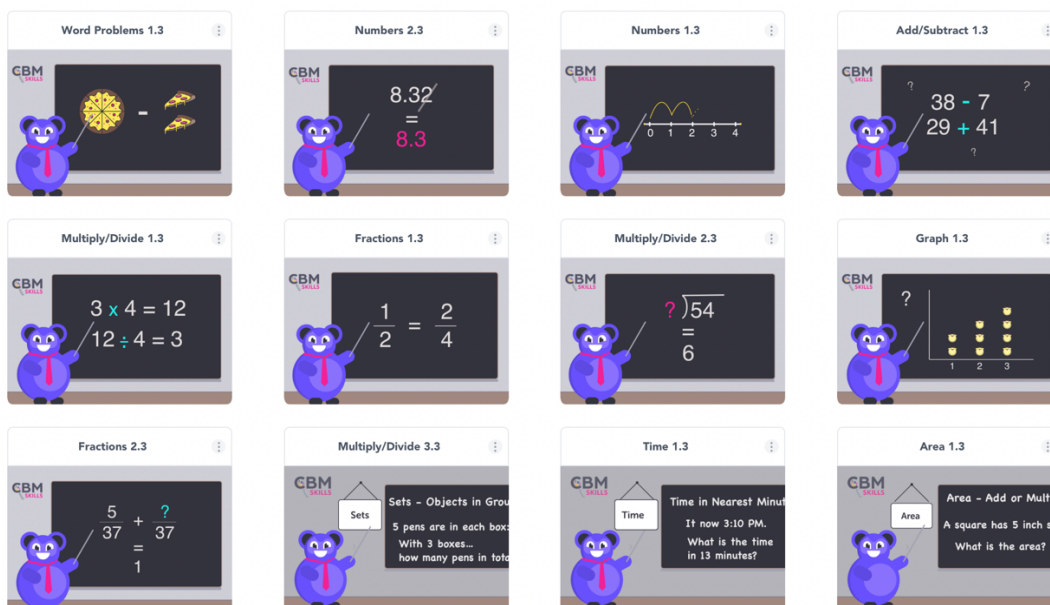 Word Problems 1.3
CBM
SKILLS
-
Numbers 2.3
CBM
SKILLS
8.32
=
8.3
Numbers 1.3
CBM
SKILLS
0 1 2 3 4
Add/Subtract 1.3
CBM
SKILLS
? ?
38 - 7
29 + 41
?
Multiply/Divide 1.3
CBM
SKILLS
3 x 4 = 12
12 ÷ 4 = 3
Fractions 1.3
CBM
SKILLS
1 2
=
2 4
Multiply/Divide 2.3
CBM
SKILLS
? )54
=
6
Graph 1.3
CBM
SKILLS
?
1 2 3
Fractions 2.3
CBM
SKILLS
5 ?
+
37 37
=
1
Multiply/Divide 3.3
CBM
SKILLS
Sets
Sets - Objects in Grou
5 pens are in each box:
With 3 boxes...
how many pens in tota
Time 1.3
CBM
SKILLS
Time
Time in Nearest Minut
It now 3:10 PM.
What is the time
in 13 minutes?
Area 1.3
CBM
SKILLS
Area
Area - Add or Mult
A square has 5 inch s
What is the area?